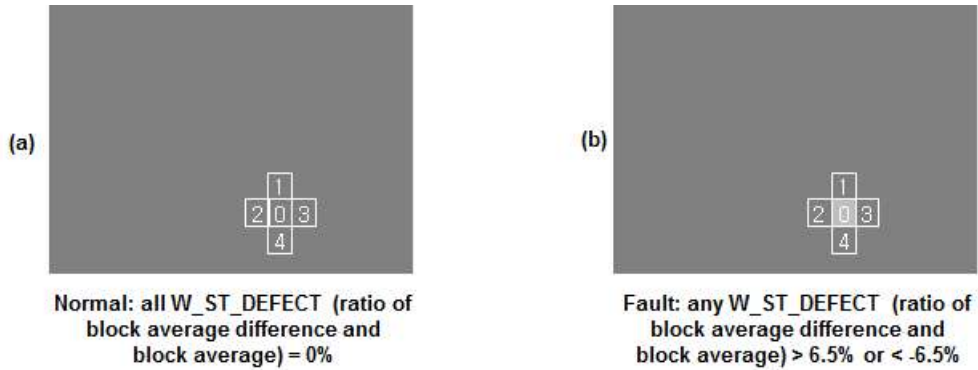 (a)
1
2 0 3
4
Normal: all W_ST_DEFECT (ratio of
block average difference and
block average) = 0%
(b)
1
2 0 3
4
Fault: any W_ST_DEFECT (ratio of
block average difference and
block average) > 6.5% or < -6.5%